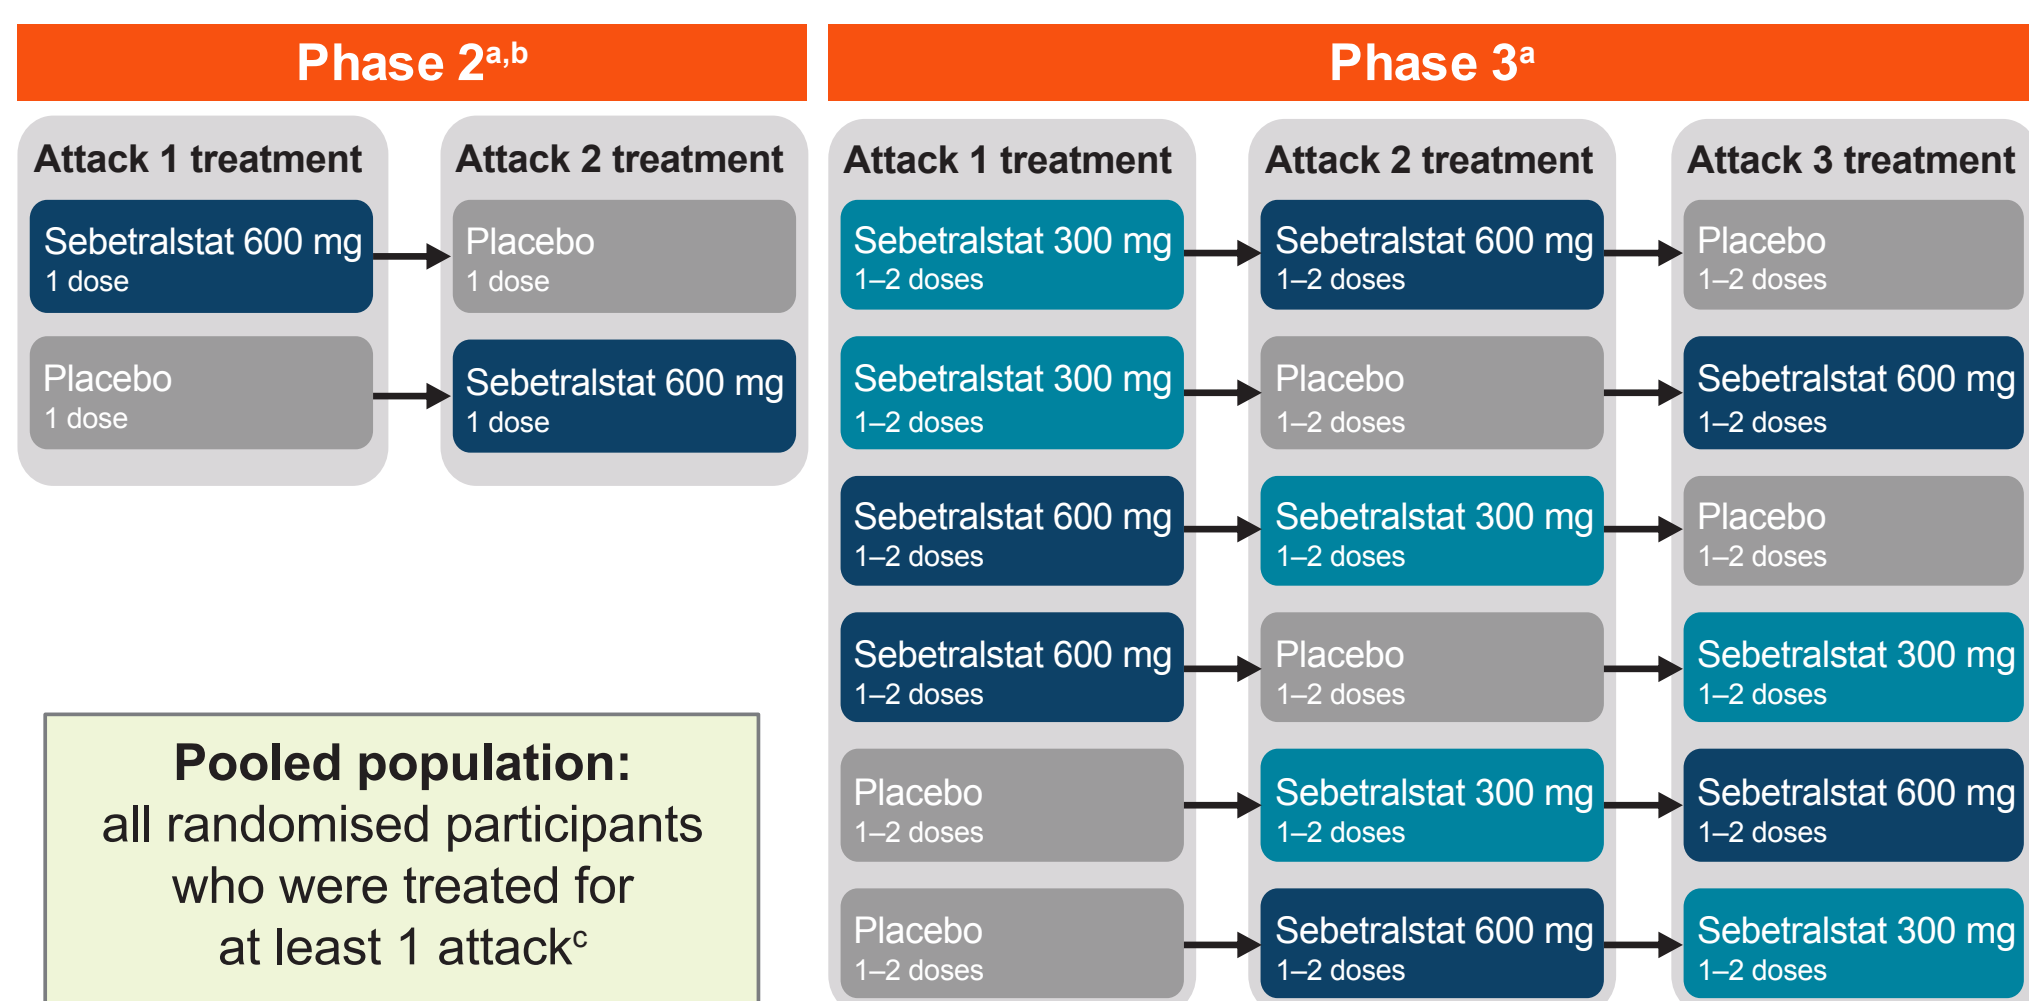 Phase 2a,b
Attack 1 treatment
Attack 2 treatment
Sebetralstat 600 mg
1 dose
Placebo
1 dose
Placebo
1 dose
Sebetralstat 600 mg
1 dose
Pooled population:
all randomised participants
who were treated for
at least 1 attackc
Phase 3a
Attack 1 treatment
Attack 2 treatment
Attack 3 treatment
Sebetralstat 300 mg
1–2 doses
Sebetralstat 600 mg
1–2 doses
Placebo
1–2 doses
Sebetralstat 300 mg
1–2 doses
Placebo
1–2 doses
Sebetralstat 600 mg
1–2 doses
Sebetralstat 600 mg
1–2 doses
Sebetralstat 300 mg
1–2 doses
Placebo
1–2 doses
Sebetralstat 600 mg
1–2 doses
Placebo
1–2 doses
Sebetralstat 300 mg
1–2 doses
Placebo
1–2 doses
Sebetralstat 300 mg
1–2 doses
Sebetralstat 600 mg
1–2 doses
Placebo
1–2 doses
Sebetralstat 600 mg
1–2 doses
Sebetralstat 300 mg
1–2 doses